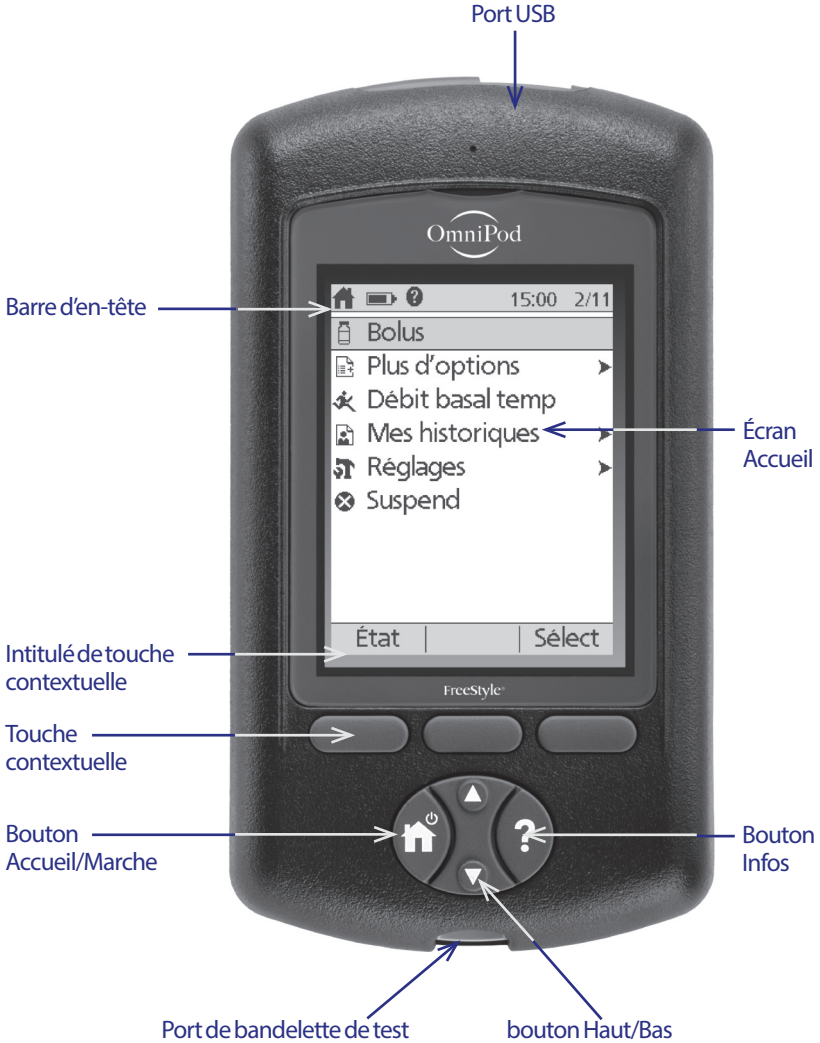 Port USB
OmniPod
Barre d'en-tête
15:00 2/11
Bolus
Plus d'options
Débit basal temp
Mes historiques
Réglages
Suspend
Écran
Accueil
État
Sélect
Intitulé de touche
contextuelle
FreeStyle®
Touche
contextuelle
Bouton
Accueil/Marche
?
Bouton
Infos
Port de bandelette de test
bouton Haut/Bas